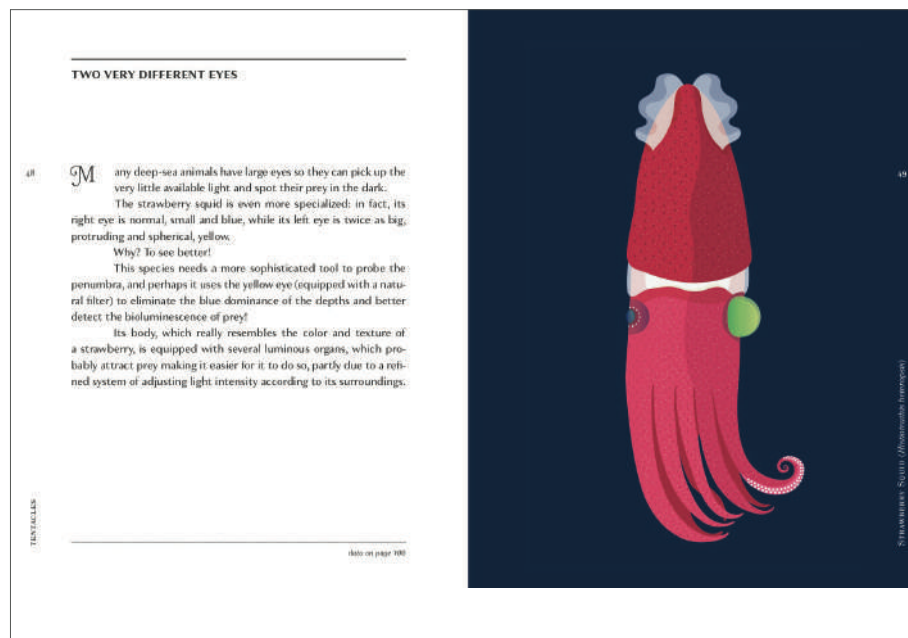 TWO VERY DIFFERENT EYES
48
Many deep-sea animals have large eyes so they can pick up the
very little available light and spot their prey in the dark.
The strawberry squid is even more specialized: in fact, its
right eye is normal, small and blue, while its left eye is twice as big,
protruding and spherical, yellow.
Why? To see better!
This species needs a more sophisticated tool to probe the
penumbra, and perhaps it uses the yellow eye (equipped with a natu-
ral filter) to eliminate the blue dominance of the depths and better
detect the bioluminescence of prey!
Its body, which really resembles the color and texture of
a strawberry, is equipped with several luminous organs, which pro-
bably attract prey making it easier for it to do so, partly due to a refi-
ned system of adjusting light intensity according to its surroundings.
TENTACLES
data on page 100
49
STRAWBERRY SQUID